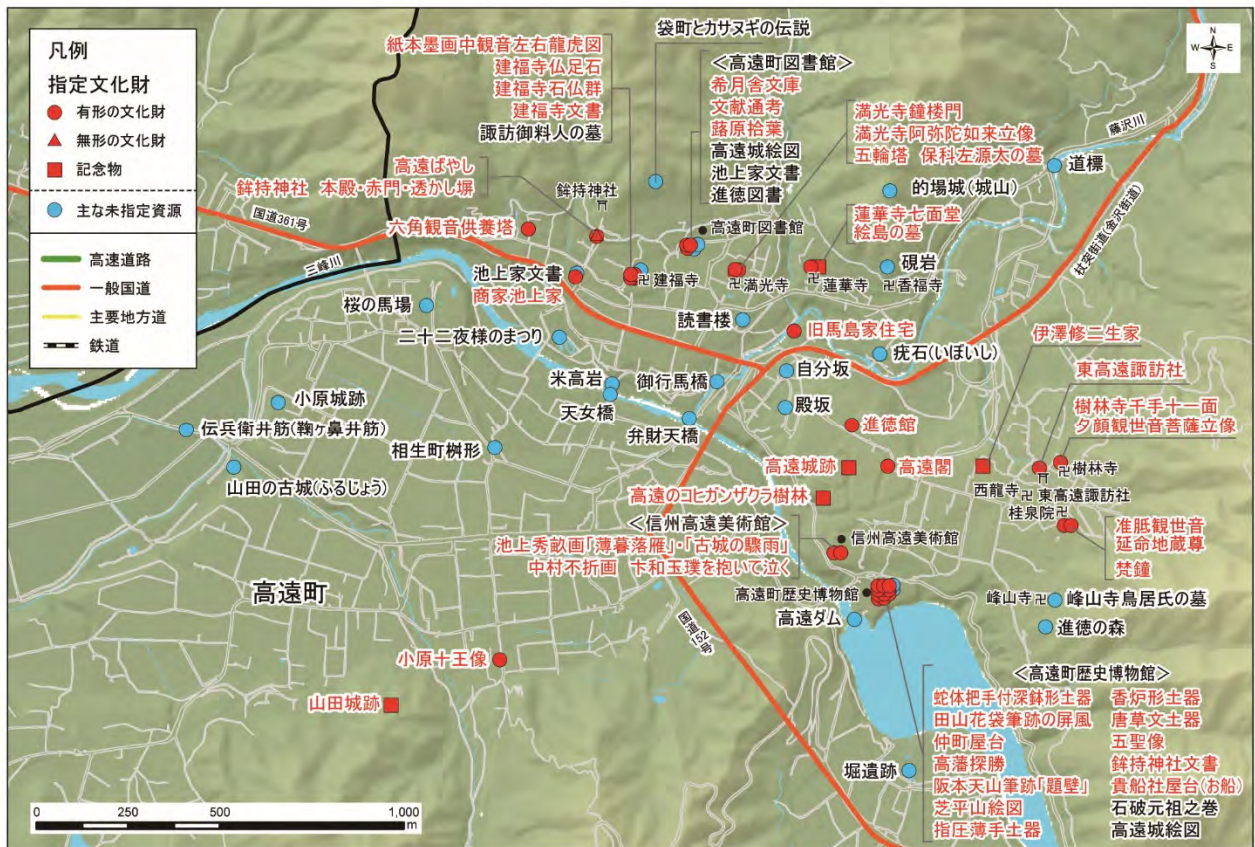 凡例
指定文化財
有形の文化財
無形の文化財
記念物
主な未指定資源
高速道路
一般国道
主要地方道
鉄道
N
W E
S
袋町とカサヌギの伝説
紙本墨画中観音左右龍虎図
建福寺仏足石
建福寺石仏群
建福寺文書
諏訪御料人の墓
<高遠町図書館>
希月舎文庫
文献通考
蕗原拾葉
高遠城絵図
池上家文書
進徳図書
満光寺鐘楼門
満光寺阿弥陀如来立像
五輪塔 保科左源太の墓
藤沢川
道標
的場城(城山)
高遠ばやし
鉾持神社 本殿・赤門・透かし塀
鉾持神社
蓮華寺七面堂
絵島の墓
杖突街道(金沢街道)
国道361号
六角観音供養塔
高遠町図書館
三峰川
池上家文書
商家池上家
建福寺
満光寺
蓮華寺
硯岩
香福寺
桜の馬場
読書楼
旧馬島家住宅
伊澤修二生家
二十二夜様のまつり
疣石(いぼいし)
東高遠諏訪社
米高岩
御行馬橋
自分坂
小原城跡
天女橋
殿坂
樹林寺千手十一面
夕顔観世音菩薩立像
伝兵衛井筋(鞠ヶ鼻井筋)
弁財天橋
進徳館
相生町桝形
山田の古城(ふるじょう)
高遠城跡
高遠閣
樹林寺
西龍寺
東高遠諏訪社
高遠のコヒガンザクラ樹林
桂泉院
<信州高遠美術館>
池上秀畝画「薄暮落雁」・「古城の驟雨」
中村不折画 卞和玉璞を抱いて泣く
信州高遠美術館
准胝観世音
延命地蔵尊
梵鐘
高遠町
高遠町歴史博物館
峰山寺
峰山寺鳥居氏の墓
高遠ダム
進徳の森
国道152号
小原十王像
山田城跡
<高遠町歴史博物館>
蛇体把手付深鉢形土器 香炉形土器
田山花袋筆跡の屏風 唐草文土器
仲町屋台 五聖像
高藩探勝 鉾持神社文書
阪本天山筆跡「題壁」 貴船社屋台(お船)
芝平山絵図 石破元祖之巻
指圧薄手土器 高遠城絵図
堀遺跡
0 250 500 1,000
m